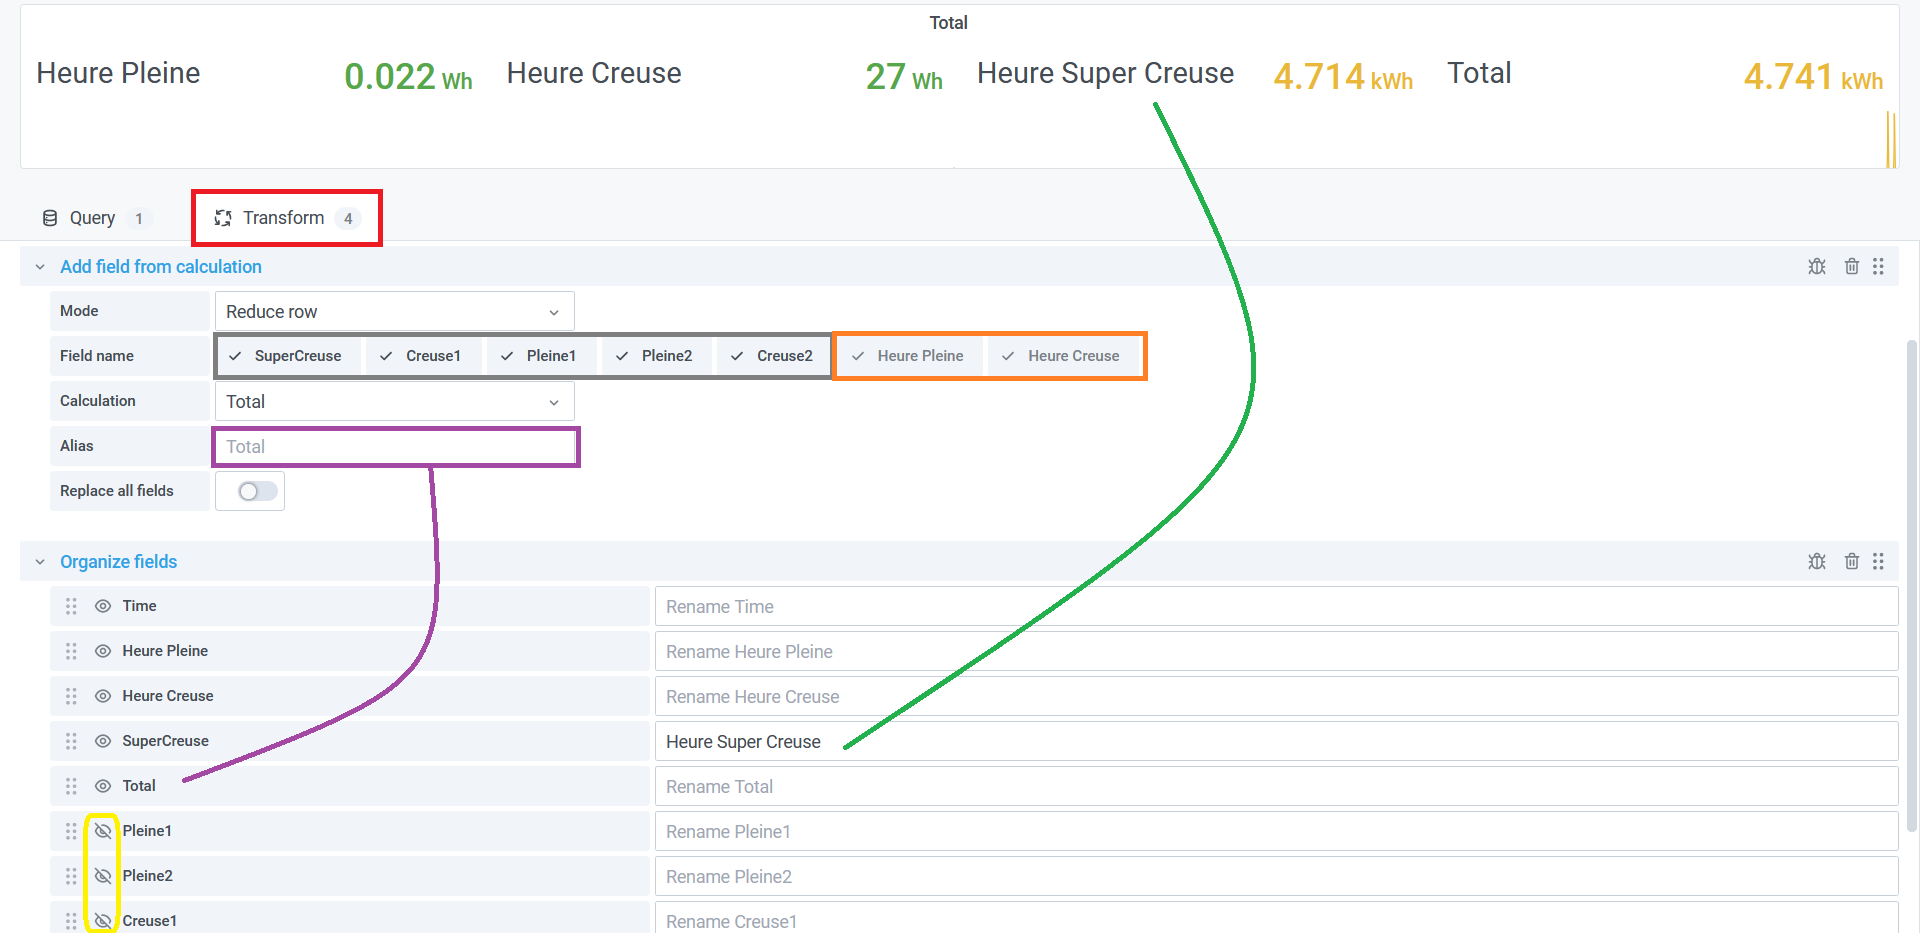 Total
Heure Pleine 0.022 Wh Heure Creuse 27 Wh Heure Super Creuse 4.714 kWh Total 4.741 kWh
Query 1 Transform 4
Add field from calculation
Mode Reduce row
Field name SuperCreuse Creuse1 Pleine1 Pleine2 Creuse2 Heure Pleine Heure Creuse
Calculation Total
Alias Total
Replace all fields
Organize fields
Time Rename Time
Heure Pleine Rename Heure Pleine
Heure Creuse Rename Heure Creuse
SuperCreuse Heure Super Creuse
Total Rename Total
Pleine1 Rename Pleine1
Pleine2 Rename Pleine2
Creuse1 Rename Creuse1